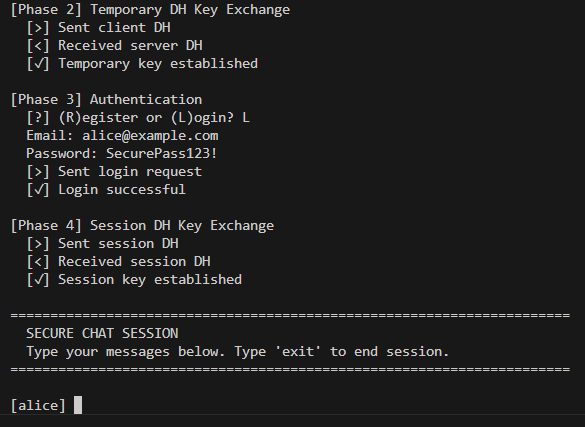 [Phase 2] Temporary DH Key Exchange
[>] Sent client DH
[<] Received server DH
[✓] Temporary key established
[Phase 3] Authentication
[?] (R)egister or (L)ogin? L
Email: alice@example.com
Password: SecurePass123!
[>] Sent login request
[✓] Login successful
[Phase 4] Session DH Key Exchange
[>] Sent session DH
[<] Received session DH
[✓] Session key established
======================================================================
SECURE CHAT SESSION
Type your messages below. Type 'exit' to end session.
======================================================================
[alice]